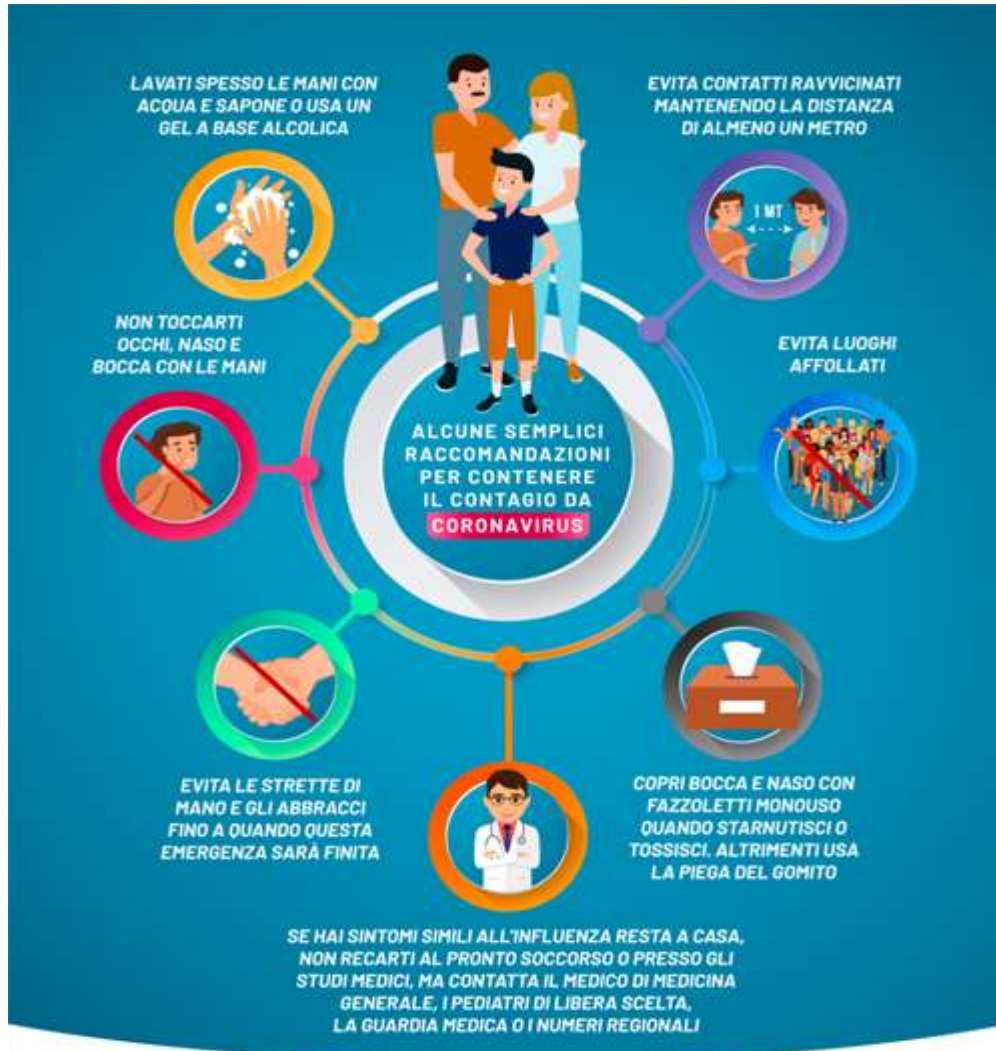 LAVATI SPESSO LE MANI CON
ACQUA E SAPONE O USA UN
GEL A BASE ALCOLICA
EVITA CONTATTI RAVVICINATI
MANTENENDO LA DISTANZA
DI ALMENO UN METRO
1 MT
NON TOCCARTI
OCCHI, NASO E
BOCCA CON LE MANI
EVITA LUOGHI
AFFOLLATI
ALCUNE SEMPLICI
RACCOMANDAZIONI
PER CONTENERE
IL CONTAGIO DA
CORONAVIRUS
EVITA LE STRETTE DI
MANO E GLI ABBRACCI
FINO A QUANDO QUESTA
EMERGENZA SARÀ FINITA
COPRI BOCCA E NASO CON
FAZZOLETTI MONOUSO
QUANDO STARNUTISCI O
TOSSISCI. ALTRIMENTI USA
LA PIEGA DEL GOMITO
SE HAI SINTOMI SIMILI ALL'INFLUENZA RESTA A CASA,
NON RECARTI AL PRONTO SOCCORSO O PRESSO GLI
STUDI MEDICI, MA CONTATTA IL MEDICO DI MEDICINA
GENERALE, I PEDIATRI DI LIBERA SCELTA,
LA GUARDIA MEDICA O I NUMERI REGIONALI